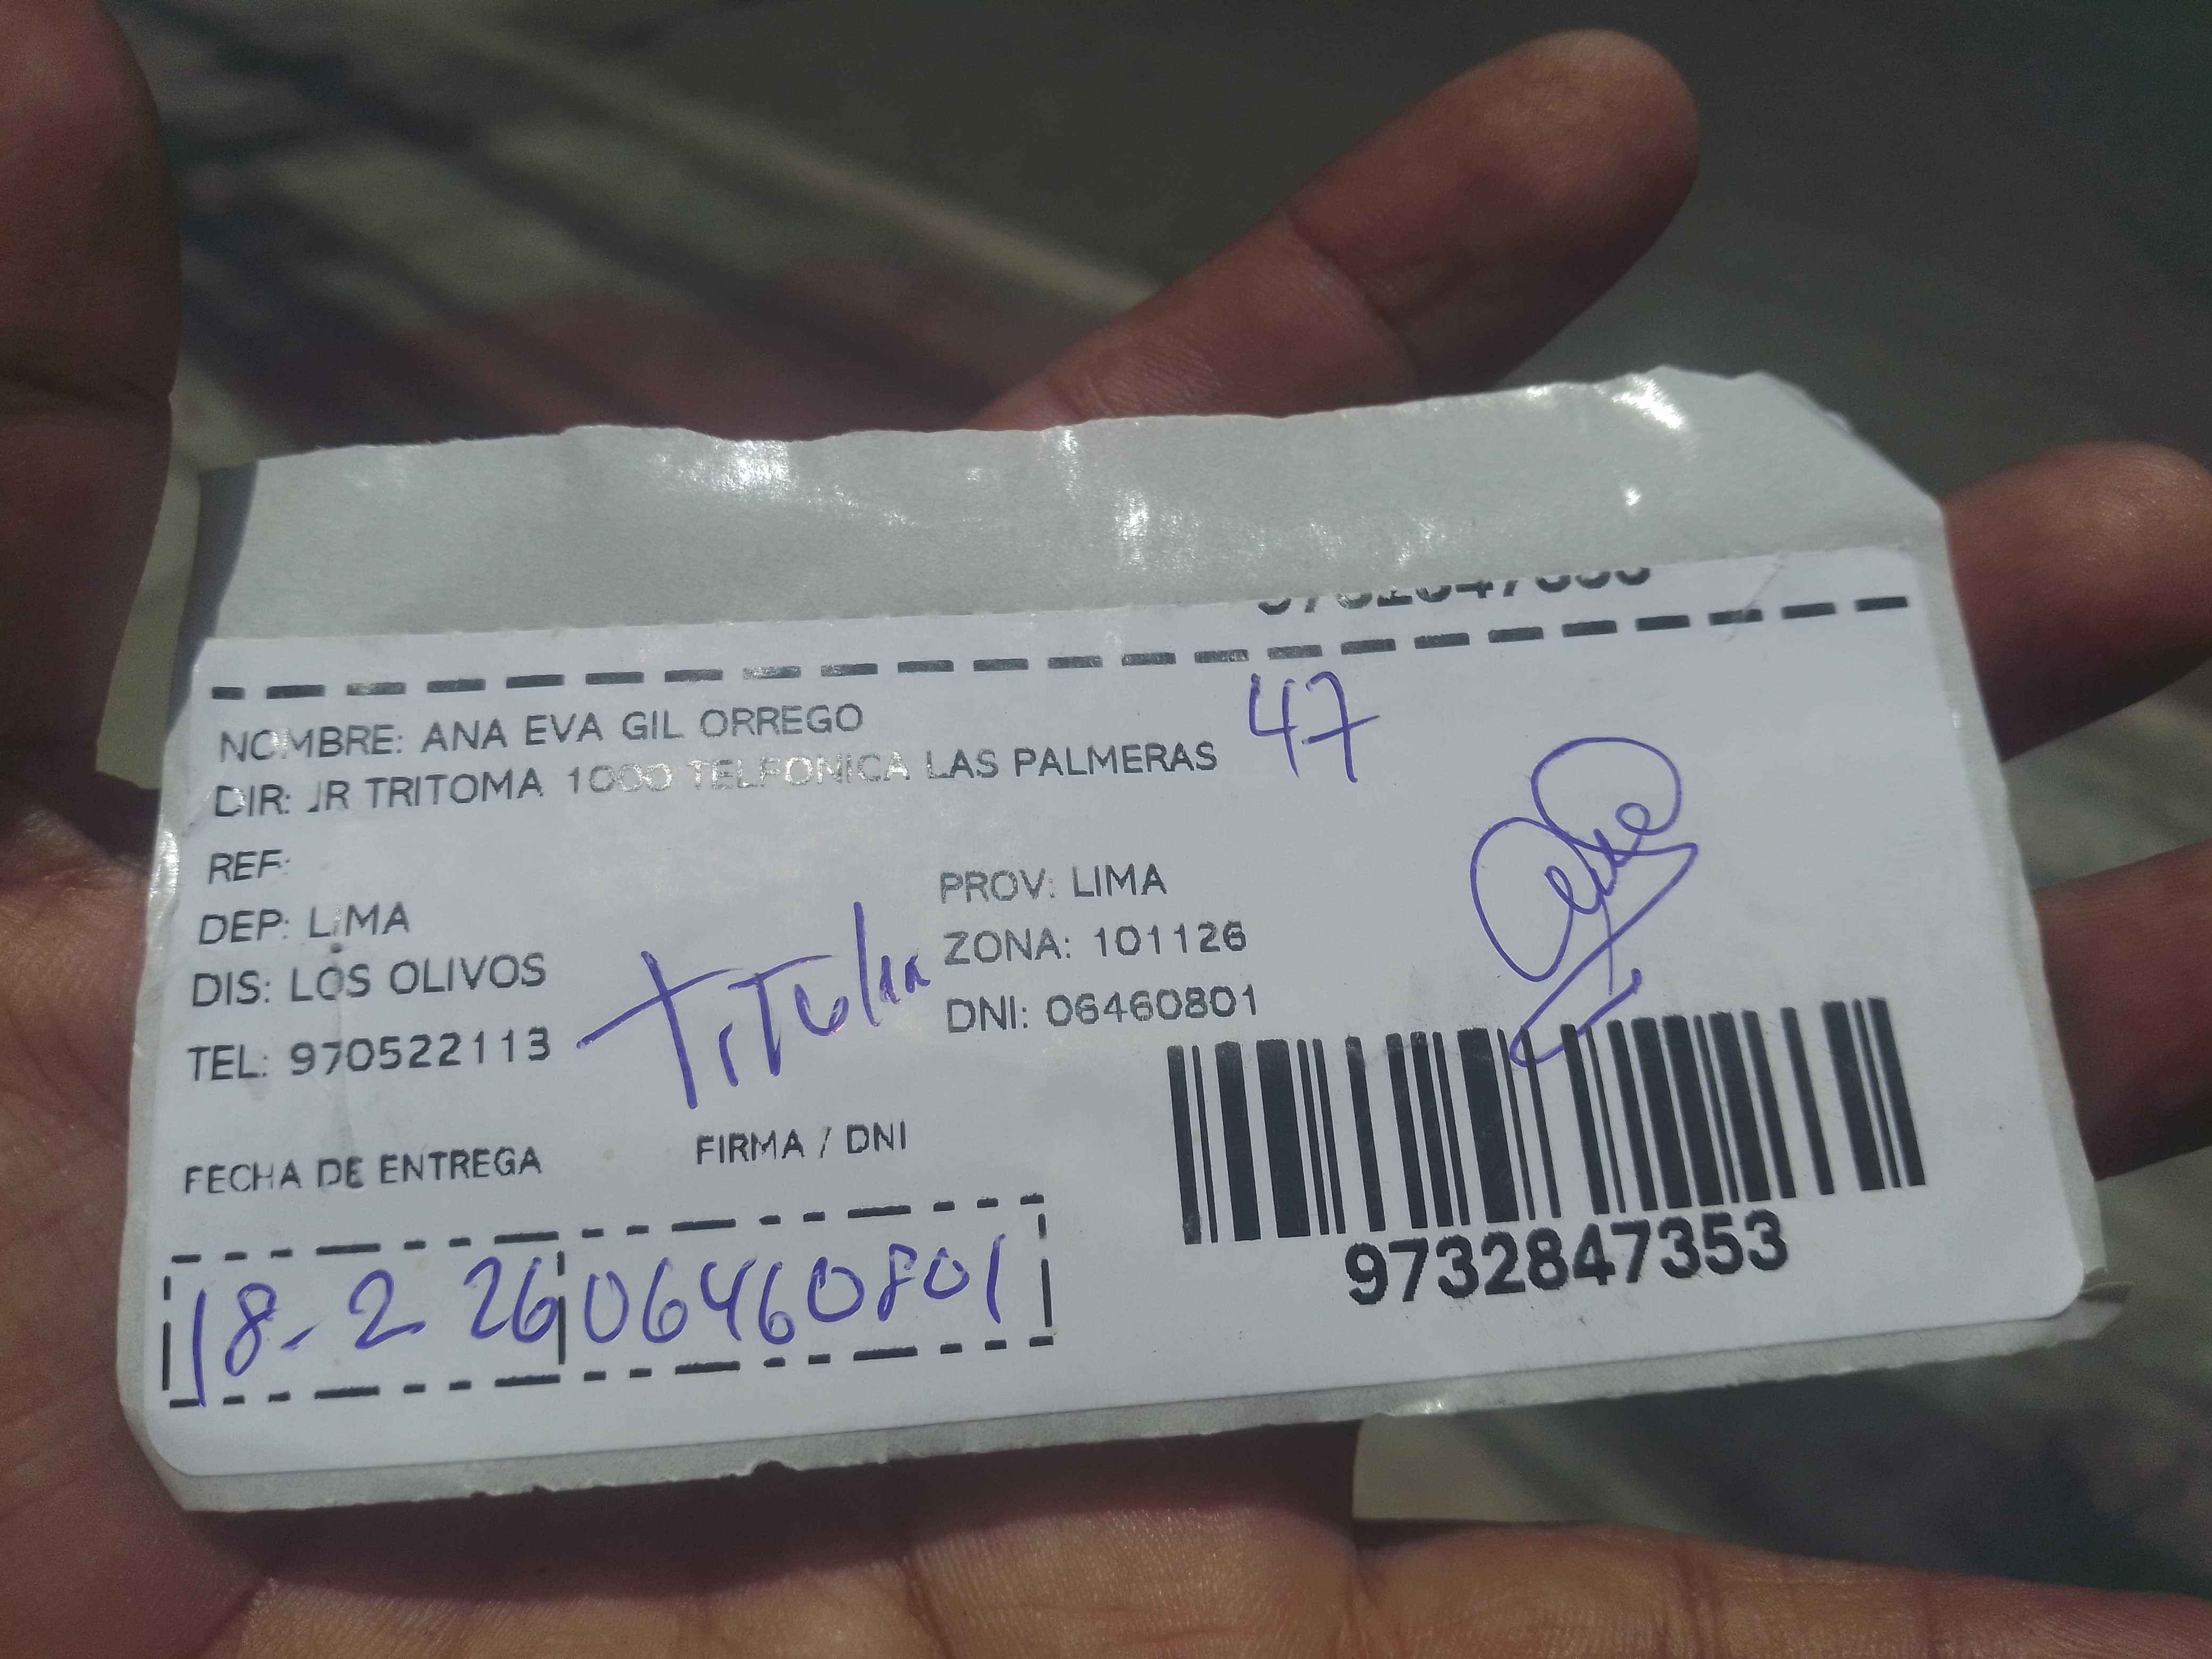 9732847353
NOMBRE: ANA EVA GIL ORREGO
47
DIR: JR TRITOMA 1000 TELFONICA LAS PALMERAS
REF:
DEP: LIMA
PROV: LIMA
DIS: LOS OLIVOS
ZONA: 101126
TEL: 970522113
Titular
DNI: 06460801
FECHA DE ENTREGA
FIRMA / DNI
18-2 26
06460801
9732847353